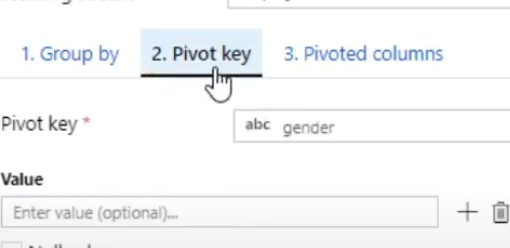 1. Group by
2. Pivot key
3. Pivoted columns
Pivot key *
abc gender
Value
Enter value (optional)...